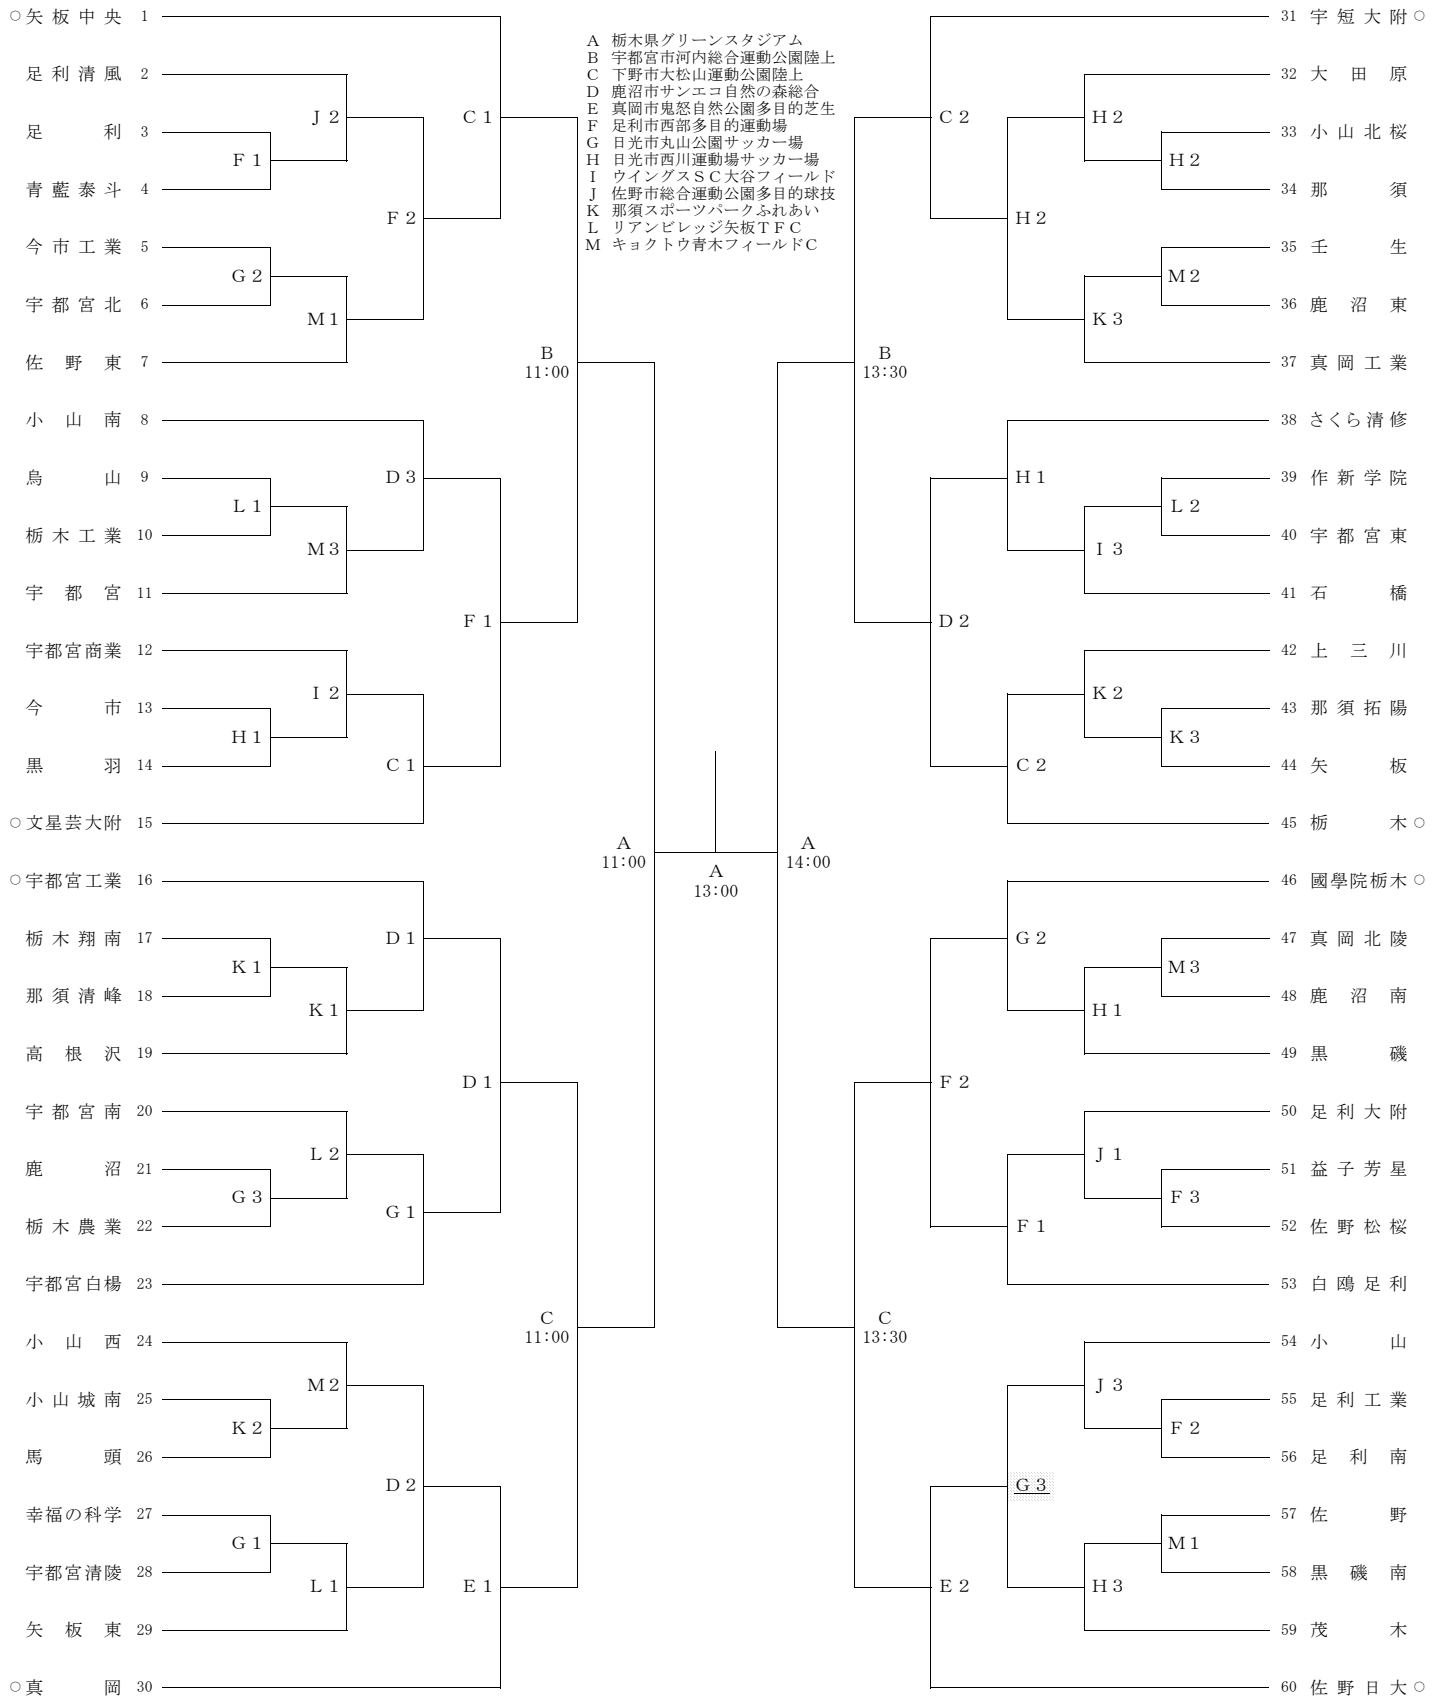 ○矢板中央 1
足利清風 2
足利 3
青藍泰斗 4
今市工業 5
宇都宮北 6
佐野東 7
小山南 8
烏山 9
栃木工業 10
宇都宮 11
宇都宮商業 12
今市 13
黒羽 14
○文星芸大附 15
○宇都宮工業 16
栃木翔南 17
那須清峰 18
高根沢 19
宇都宮南 20
鹿沼 21
栃木農業 22
宇都宮白楊 23
小山西 24
小山城南 25
馬頭 26
幸福の科学 27
宇都宮清陵 28
矢板東 29
○真岡 30
F1
G2
L1
H1
K1
G3
K2
G1
J2
M1
M3
I2
K1
L2
M2
L1
F2
D3
C1
D1
G1
D2
C1
F1
D1
E1
B
11:00
C
11:00
A
11:00
A 栃木県グリーンスタジアム
B 宇都宮市河内総合運動公園陸上
C 下野市大松山運動公園陸上
D 鹿沼市サンエコ自然の森総合
E 真岡市鬼怒自然公園多目的芝生
F 足利市西部多目的運動場
G 日光市丸山公園サッカー場
H 日光市西川運動場サッカー場
I ウイングスSC大谷フィールド
J 佐野市総合運動公園多目的球技
K 那須スポーツパークふれあい
L リアンビレッジ矢板TFC
M キョクトウ青木フィールドC
A
13:00
A
14:00
B
13:30
C
13:30
C2
D2
F2
E2
H2
H1
C2
G2
F1
G3
H2
K3
I3
K2
H1
J1
J3
H3
H2
M2
L2
K3
M3
F3
F2
M1
31 宇短大附○
32 大田原
33 小山北桜
34 那須
35 壬生
36 鹿沼東
37 真岡工業
38 さくら清修
39 作新学院
40 宇都宮東
41 石橋
42 上三川
43 那須拓陽
44 矢板
45 栃木○
46 國學院栃木○
47 真岡北陵
48 鹿沼南
49 黒磯
50 足利大附
51 益子芳星
52 佐野松桜
53 白鴎足利
54 小山
55 足利工業
56 足利南
57 佐野
58 黒磯南
59 茂木
60 佐野日大○